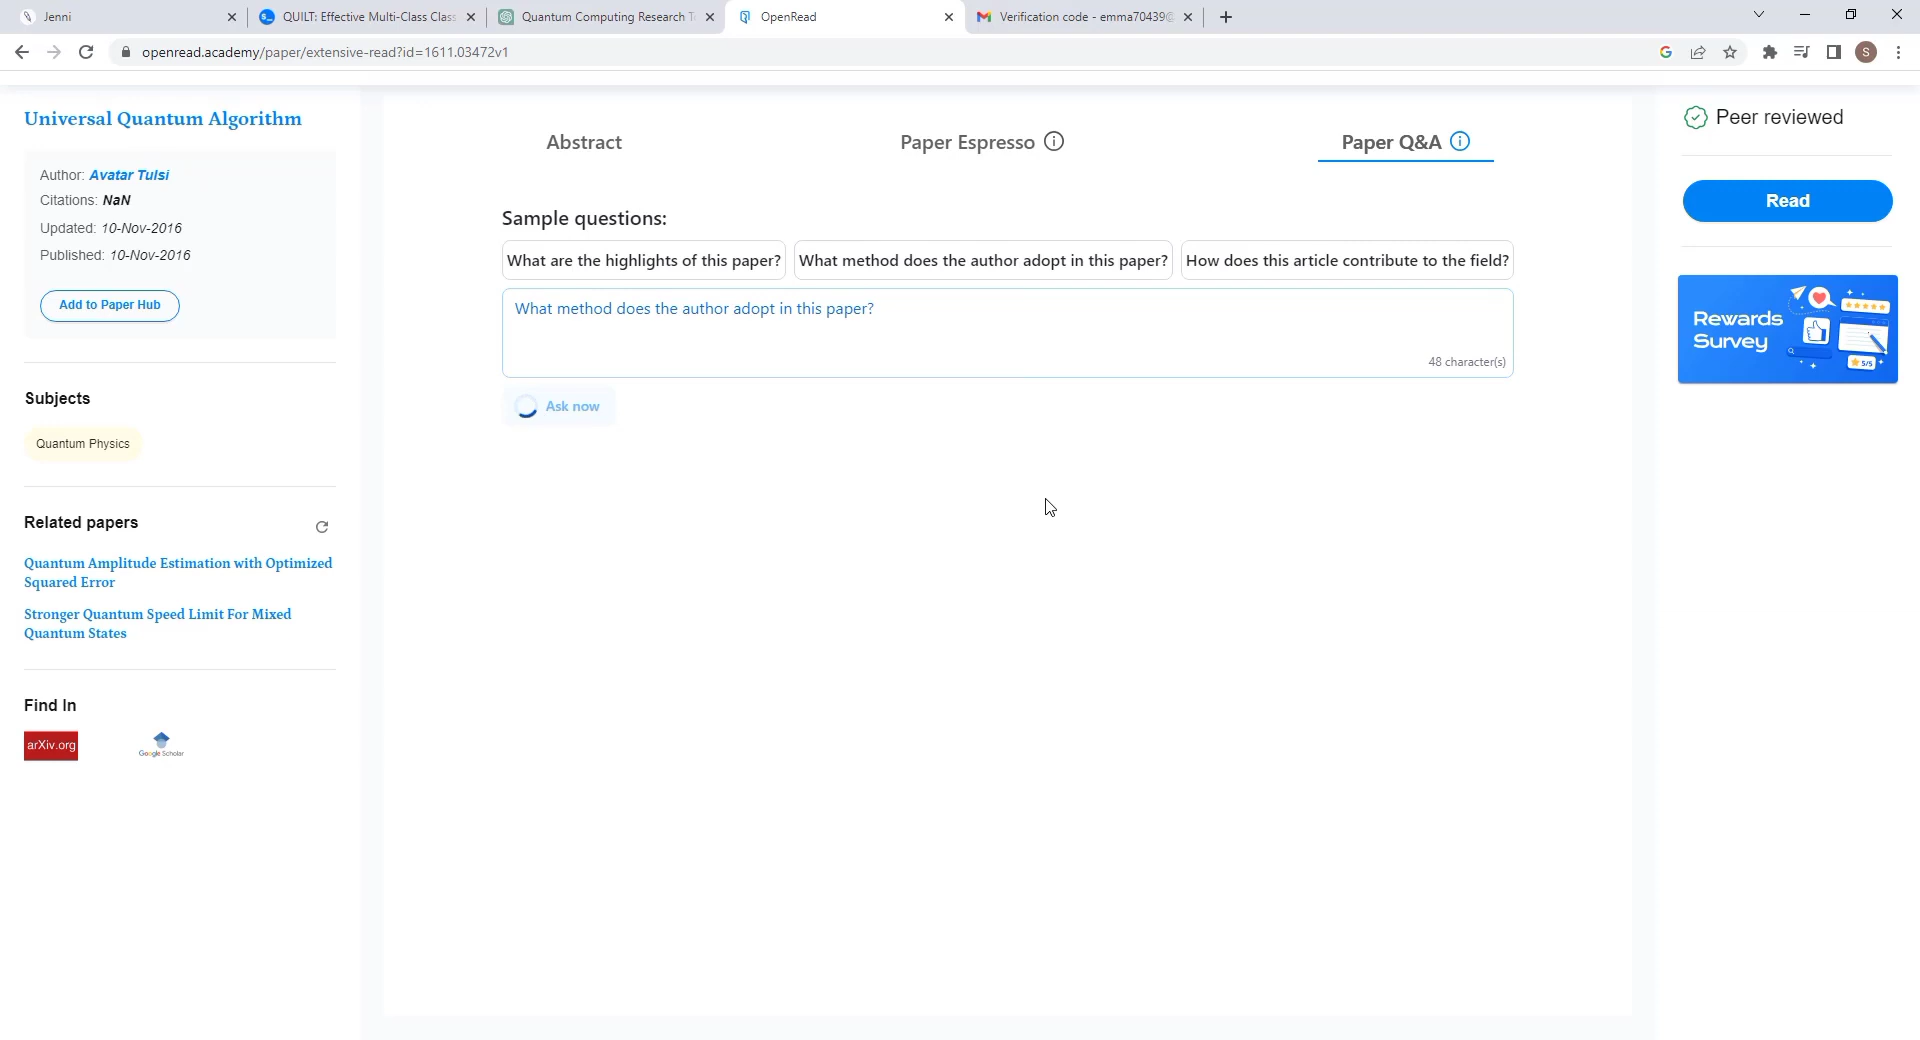 Jenni
QUILT: Effective Multi-Class Class
Quantum Computing Research T
OpenRead
Verification code - emma70439@
openread.academy/paper/extensive-read?id=1611.03472v1
S
Universal Quantum Algorithm
Author: Avatar Tulsi
Citations: NaN
Updated: 10-Nov-2016
Published: 10-Nov-2016
Add to Paper Hub
Subjects
Quantum Physics
Related papers
Quantum Amplitude Estimation with Optimized
Squared Error
Stronger Quantum Speed Limit For Mixed
Quantum States
Find In
arXiv.org
Google Scholar
Abstract
Paper Espresso
Paper Q&A
Sample questions:
What are the highlights of this paper?
What method does the author adopt in this paper?
How does this article contribute to the field?
What method does the author adopt in this paper?
48 character(s)
Ask now
Peer reviewed
Read
Rewards
Survey
5/5